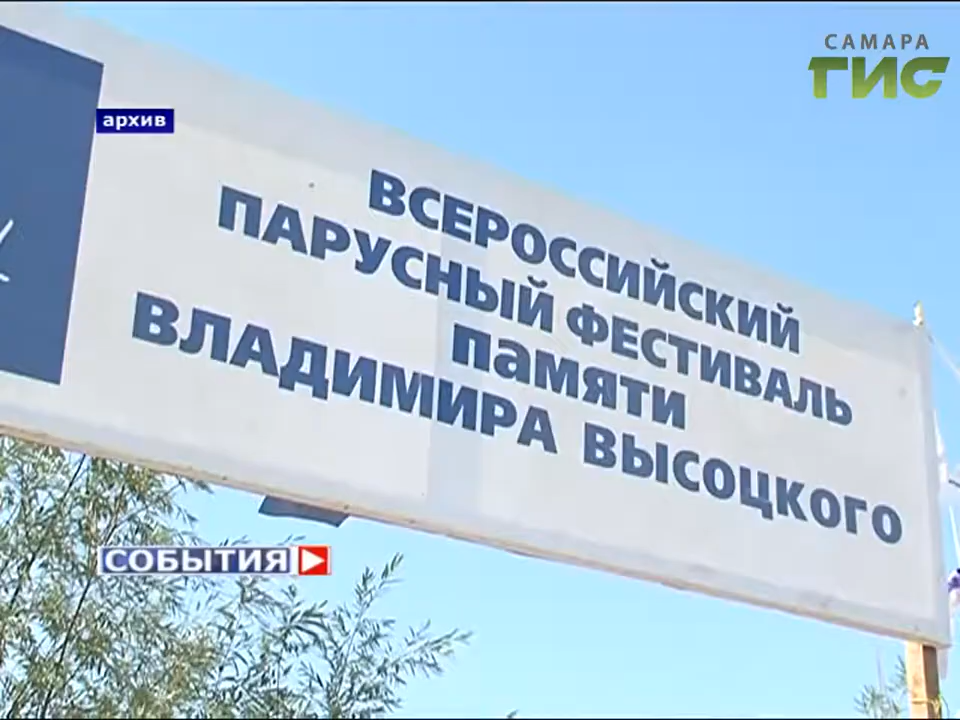 САМАРА
ГИС
архив
ВСЕРОССИЙСКИЙ
ПАРУСНЫЙ ФЕСТИВАЛЬ
ПАМЯТИ
ВЛАДИМИРА ВЫСОЦКОГО
СОБЫТИЯ